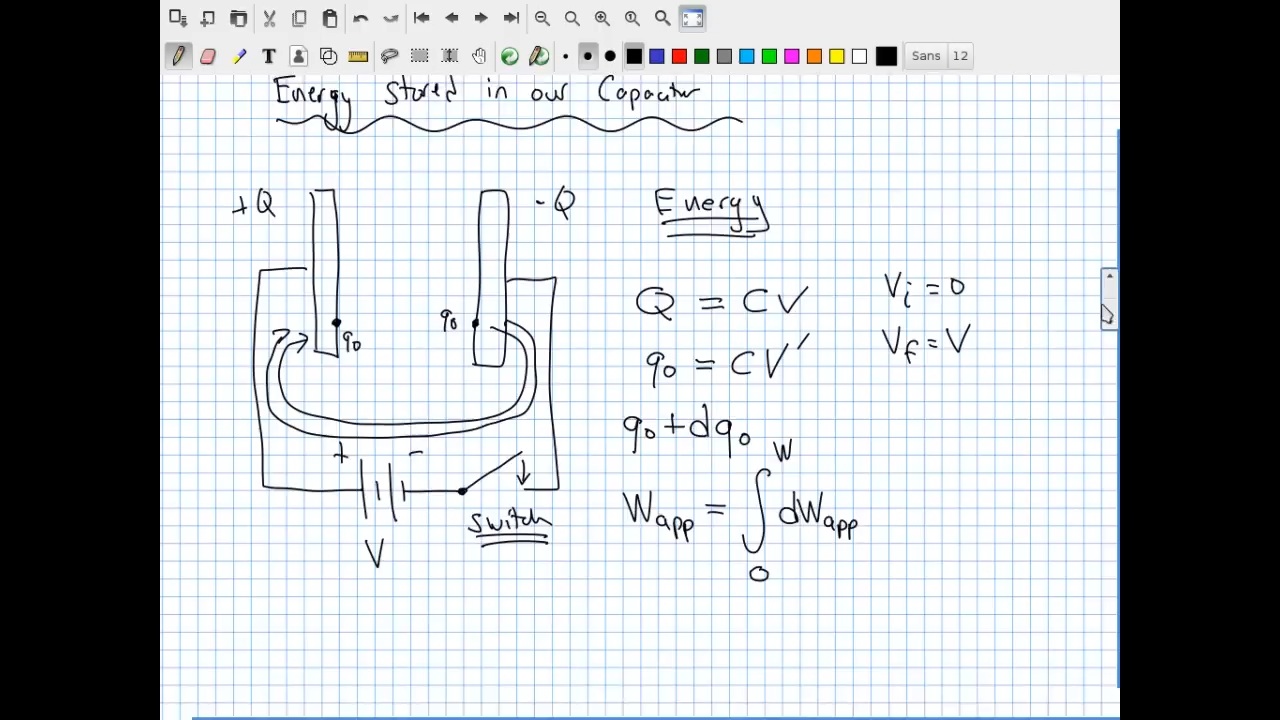 Sans 12
Energy Stored in our Capacitor
+Q
-Q
Energy
Q = CV
Vi = 0
q0
q0
Vf = V
q0 = CV′
q0 + dq0
+ -
W
Wapp = ∫ dWapp
0
switch
V